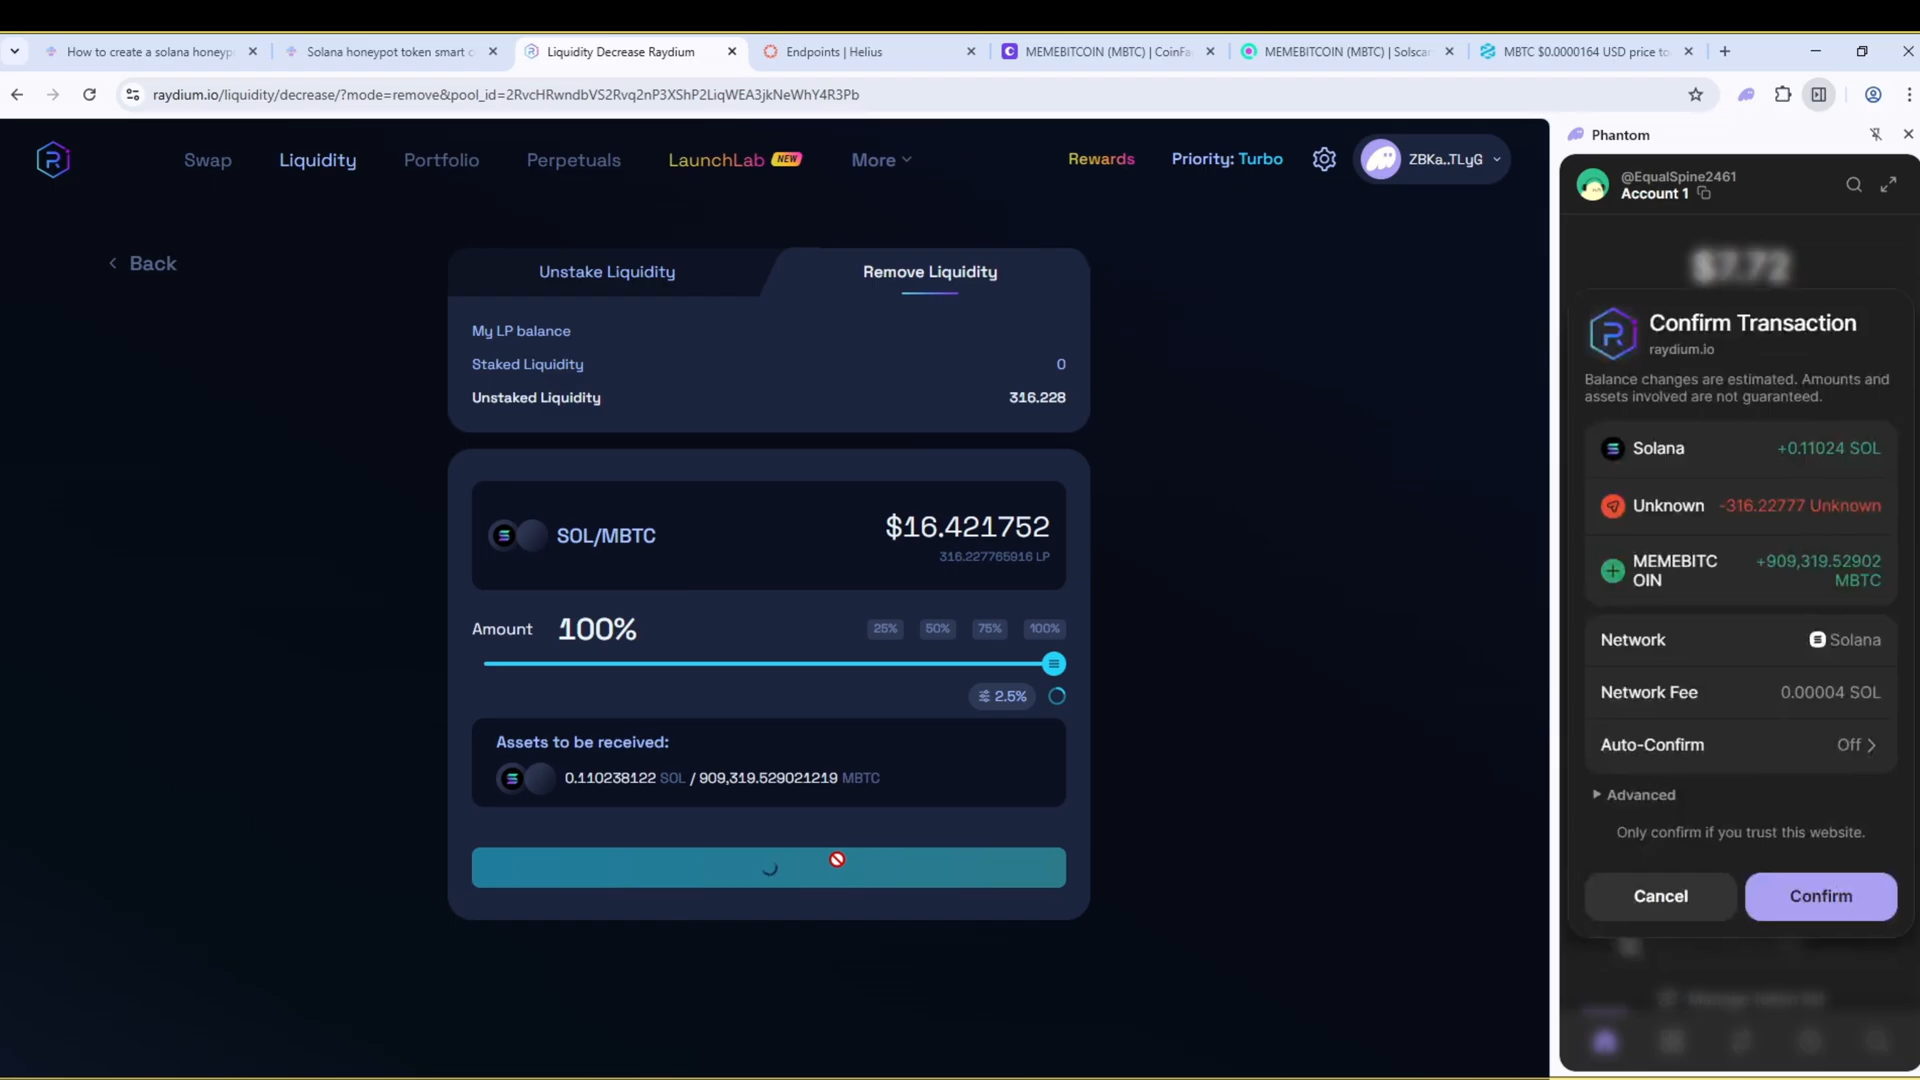 How to create a solana honeyp
Solana honeypot token smart c
Liquidity Decrease Raydium
Endpoints | Helius
MEMEBITCOIN (MBTC) | CoinFa
MEMEBITCOIN (MBTC) | Solscan
MBTC $0.0000164 USD price to
raydium.io/liquidity/decrease/?mode=remove&pool_id=2RvcHRwndbVS2Rvq2nP3XShP2LiqWEA3jkNeWhY4R3Pb
Swap
Liquidity
Portfolio
Perpetuals
LaunchLab NEW
More
Rewards
Priority: Turbo
ZBKa..TLyG
Back
Unstake Liquidity
Remove Liquidity
My LP balance
Staked Liquidity 0
Unstaked Liquidity 316.228
SOL/MBTC $16.421752
316.227765916 LP
Amount 100% 25% 50% 75% 100%
2.5%
Assets to be received:
0.110238122 SOL / 909,319.529021219 MBTC
Phantom
@EqualSpine2461
Account 1
$7.72
Confirm Transaction
raydium.io
Balance changes are estimated. Amounts and
assets involved are not guaranteed.
Solana +0.11024 SOL
Unknown -316.22777 Unknown
MEMEBITC +909,319.52902
OIN MBTC
Network Solana
Network Fee 0.00004 SOL
Auto-Confirm Off
Advanced
Only confirm if you trust this website.
Cancel
Confirm